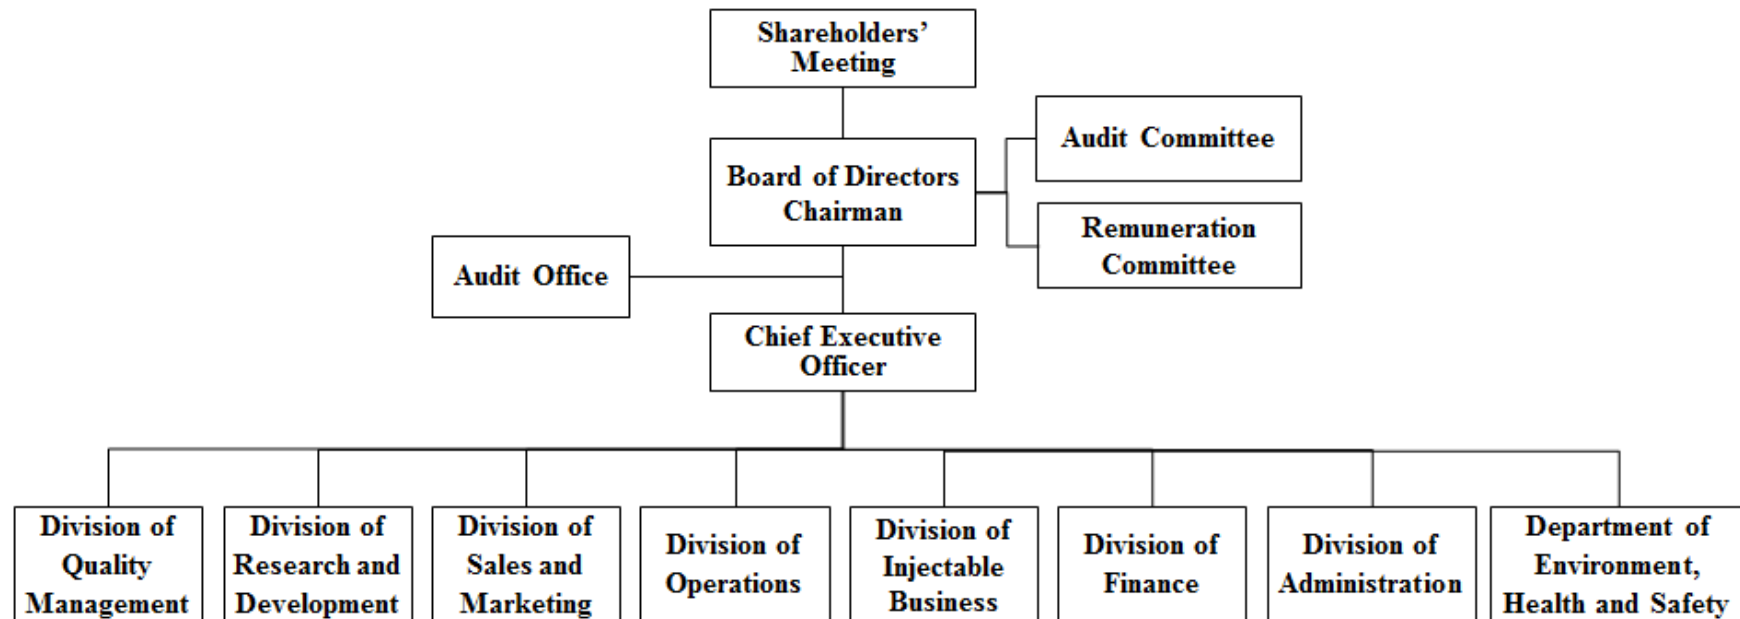 Shareholders’
Meeting
Audit Committee
Board of Directors
Chairman
Remuneration
Committee
Audit Office
Chief Executive
Officer
Division of
Quality
Management
Division of
Research and
Development
Division of
Sales and
Marketing
Division of
Operations
Division of
Injectable
Business
Division of
Finance
Division of
Administration
Department of
Environment,
Health and Safety